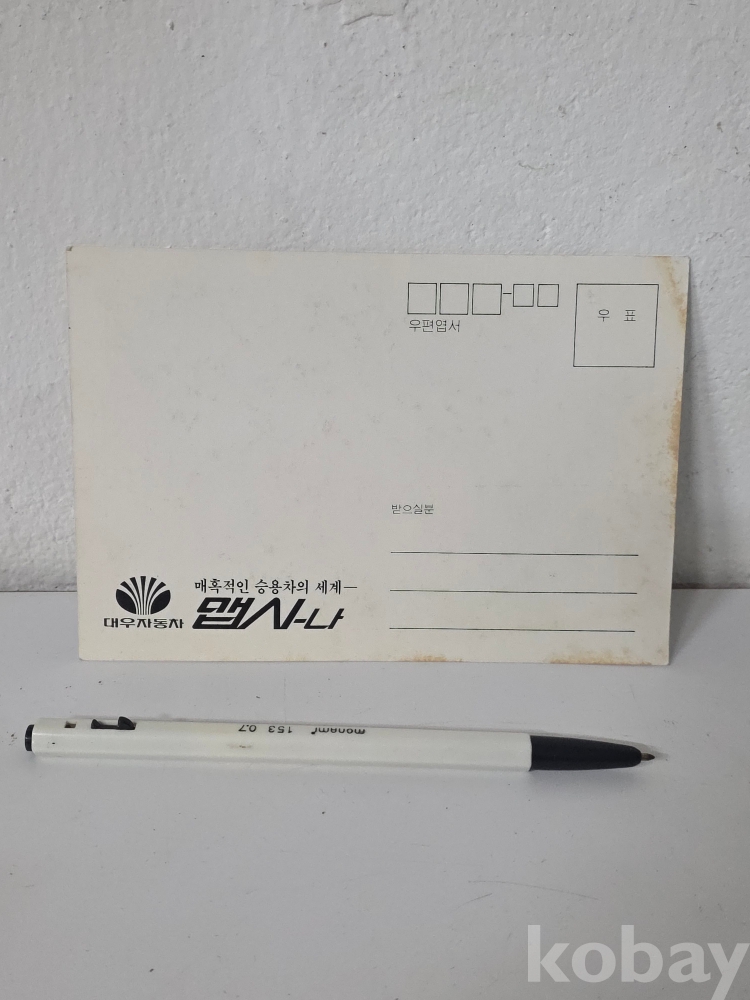 우편엽서
우 표
받으실분
매혹적인 승용차의 세계—
대우자동차
맵시-나
monami 153 0.7
kobay